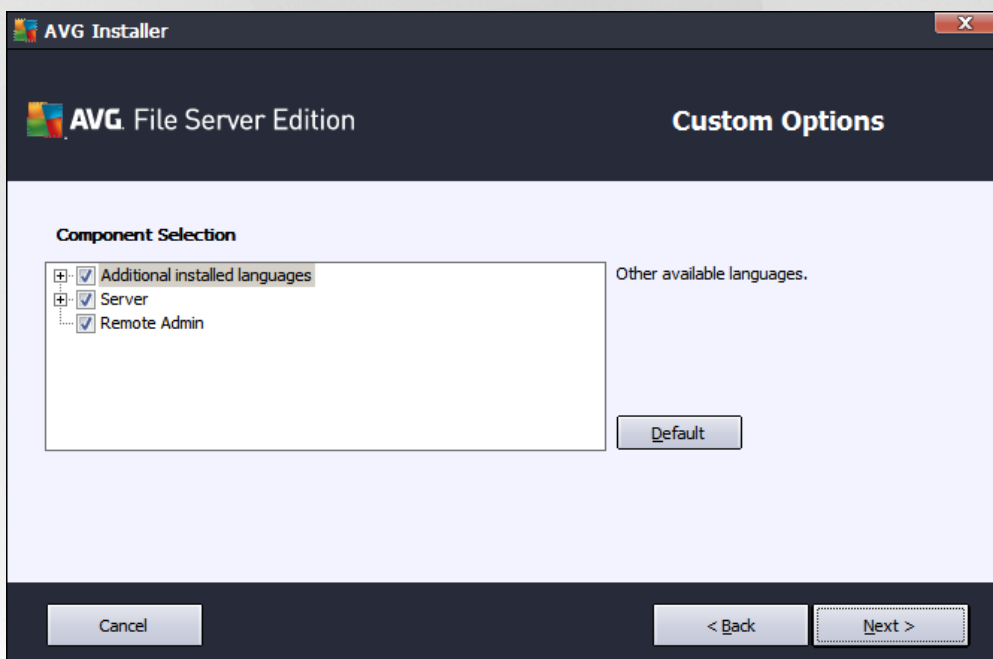 AVG Installer
AVG. File Server Edition
Custom Options
Component Selection
Additional installed languages
Other available languages.
Server
Remote Admin
Default
Cancel
< Back
Next >